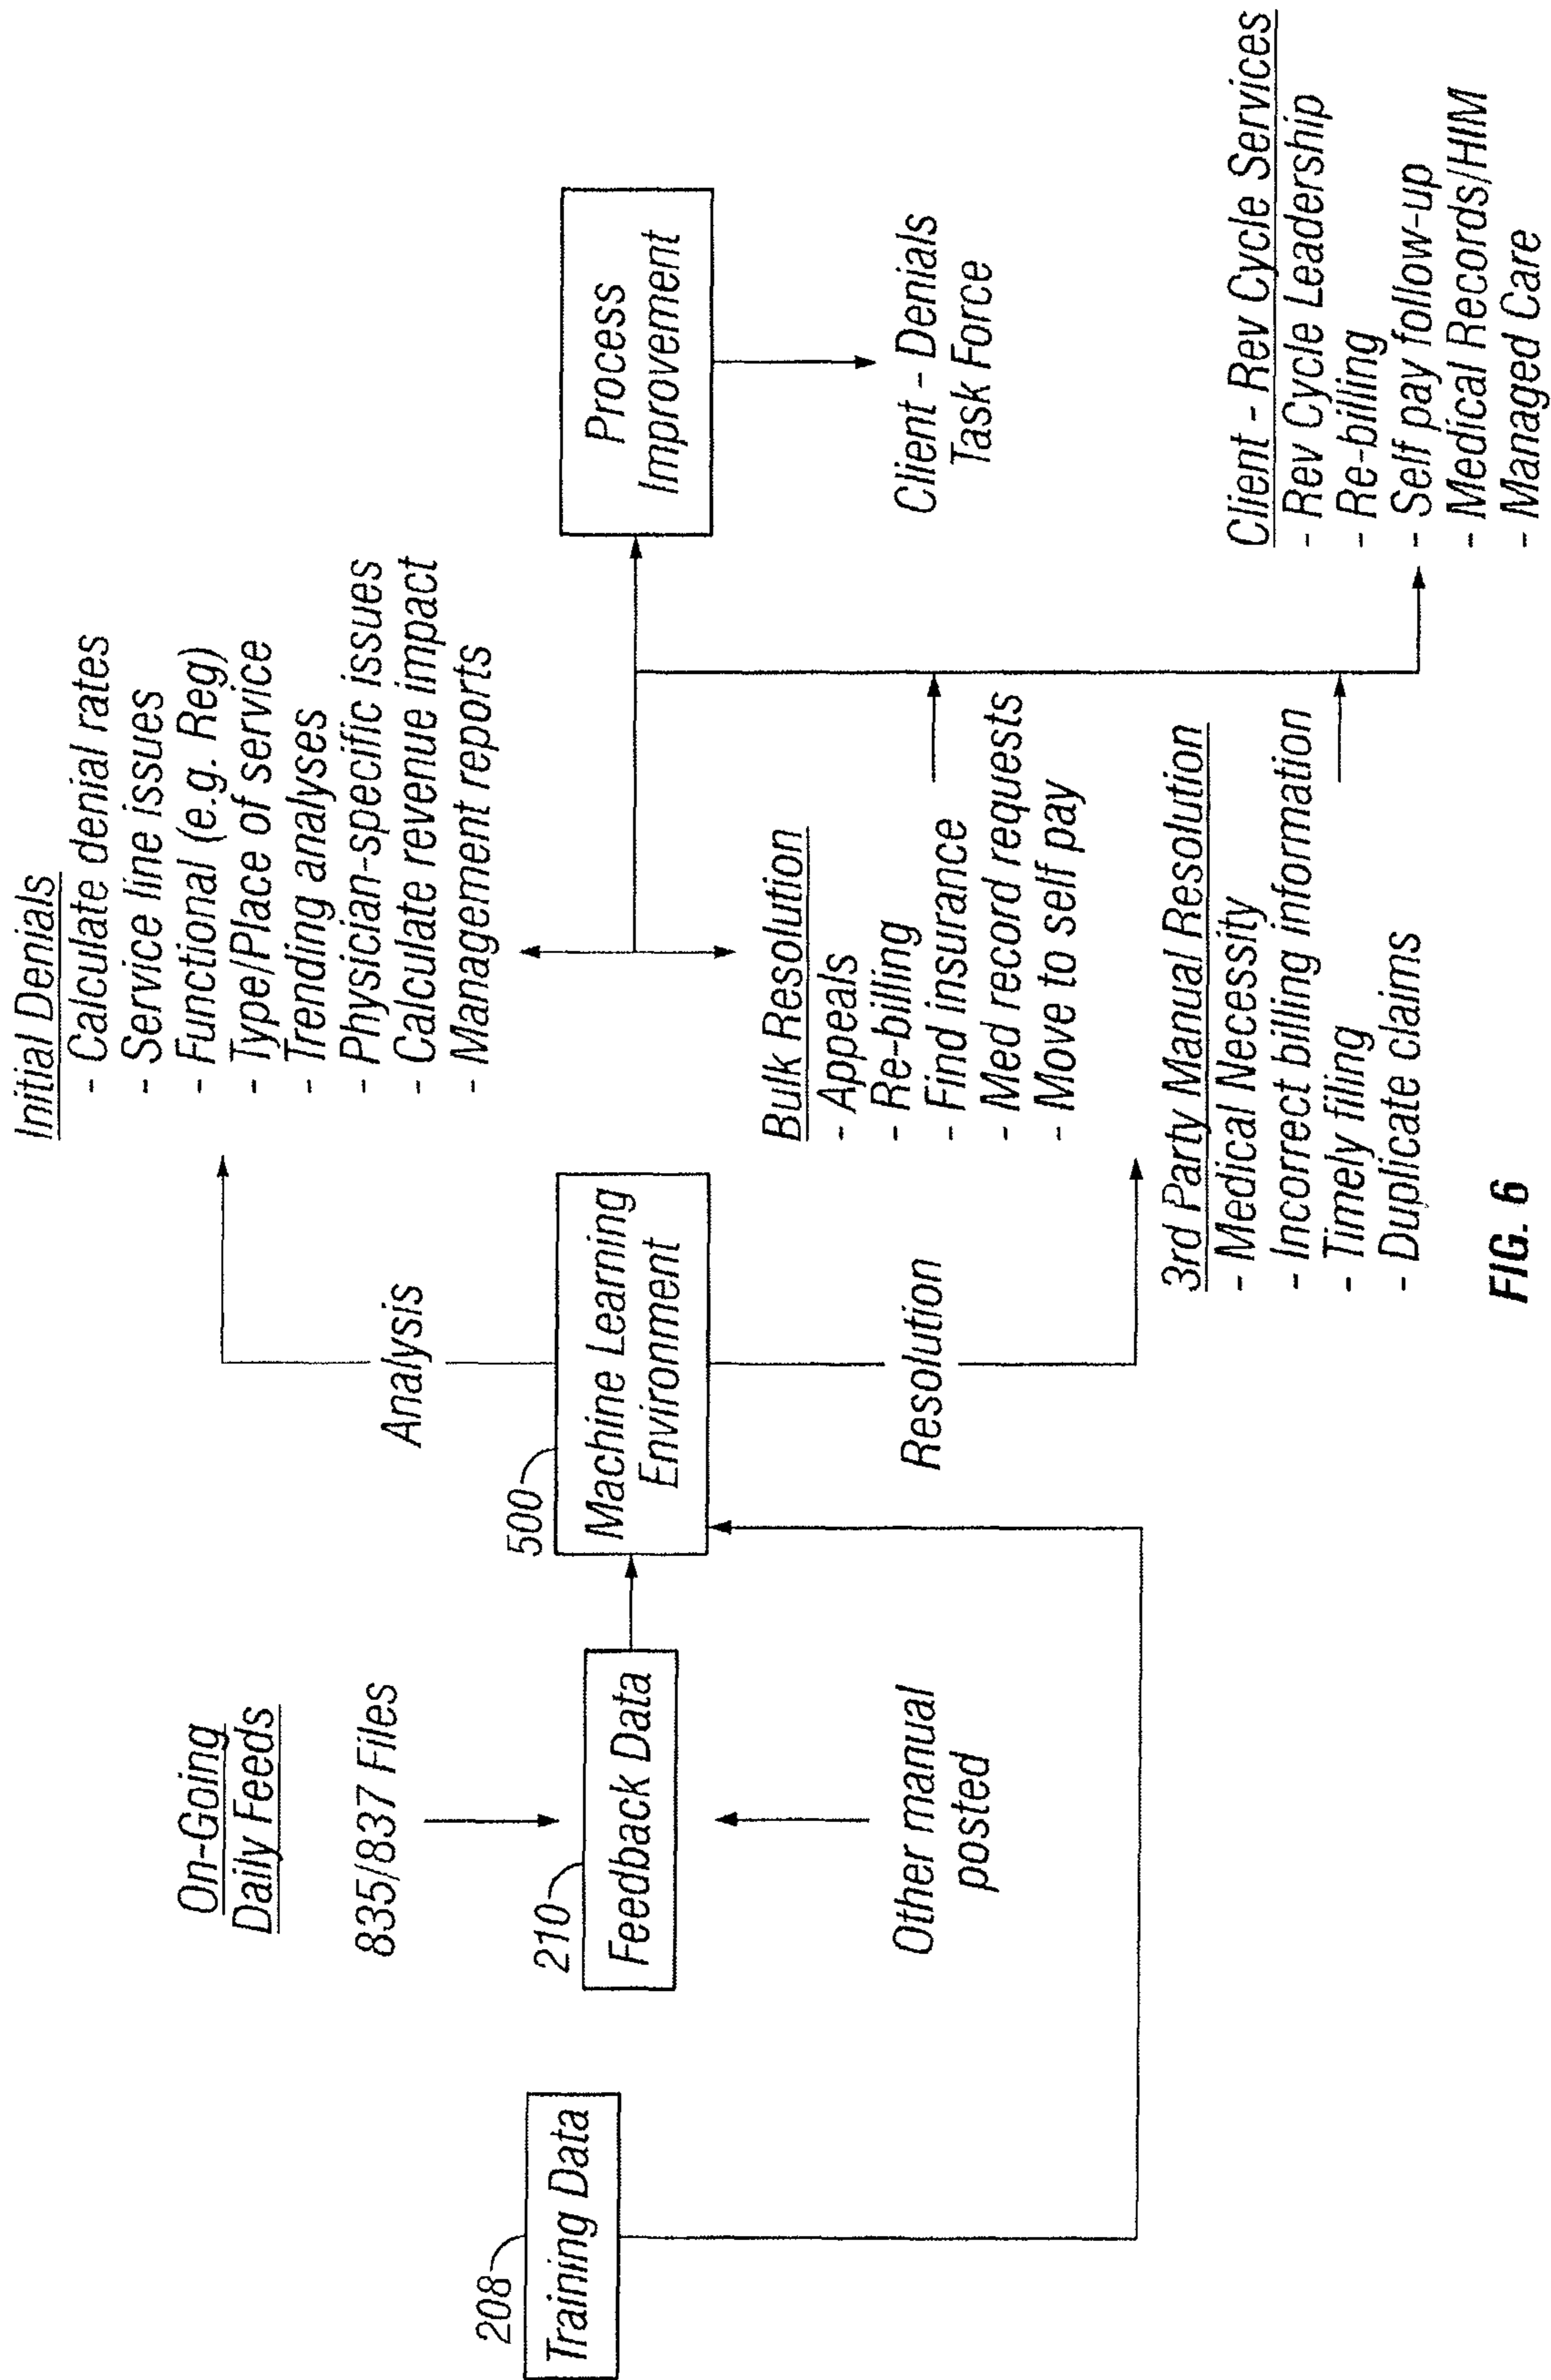 On-Going
Daily Feeds
835/837 Files
208
Training Data
210
Feedback Data
Other manual
posted
500
Machine Learning
Environment
Analysis
Resolution
Initial Denials
- Calculate denial rates
- Service line issues
- Functional (e.g. Reg)
- Type/Place of service
- Trending analyses
- Physician-specific issues
- Calculate revenue impact
- Management reports
Bulk Resolution
- Appeals
- Re-billing
- Find insurance
- Med record requests
- Move to self pay
3rd Party Manual Resolution
- Medical Necessity
- Incorrect billing information
- Timely filing
- Duplicate claims
Process
Improvement
Client - Denials
Task Force
Client - Rev Cycle Services
- Rev Cycle Leadership
- Re-billing
- Self pay follow-up
- Medical Records/HIM
- Managed Care
FIG. 6